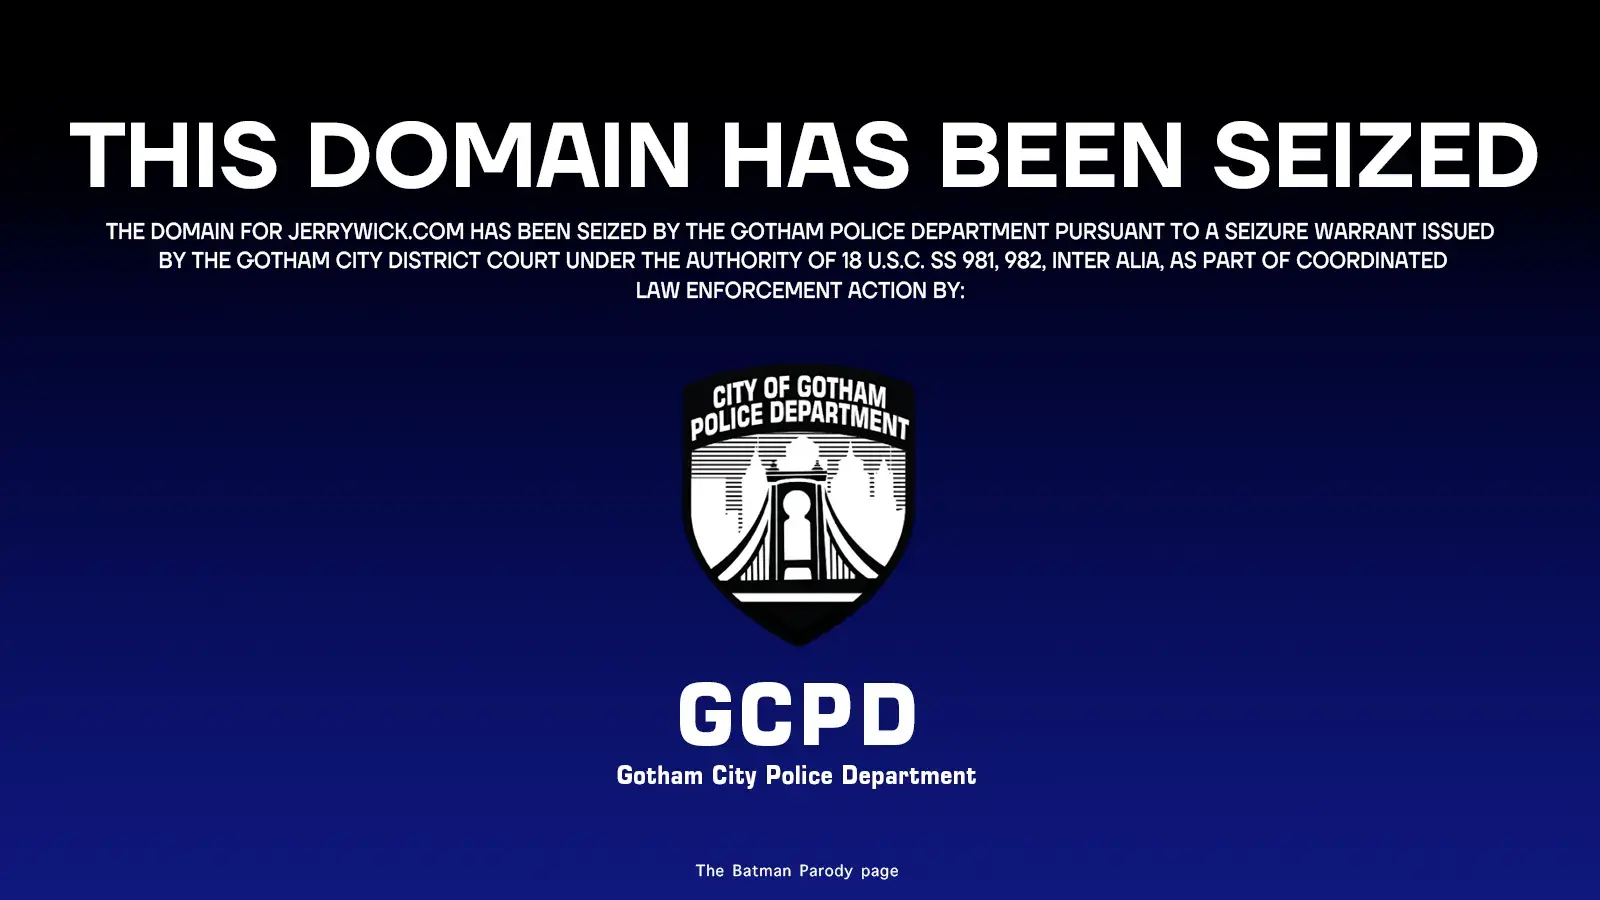 THIS DOMAIN HAS BEEN SEIZED
THE DOMAIN FOR JERRYWICK.COM HAS BEEN SEIZED BY THE GOTHAM POLICE DEPARTMENT PURSUANT TO A SEIZURE WARRANT ISSUED
BY THE GOTHAM CITY DISTRICT COURT UNDER THE AUTHORITY OF 18 U.S.C. SS 981, 982, INTER ALIA, AS PART OF COORDINATED
LAW ENFORCEMENT ACTION BY:
CITY OF GOTHAM
POLICE DEPARTMENT
GCPD
Gotham City Police Department
The Batman Parody page